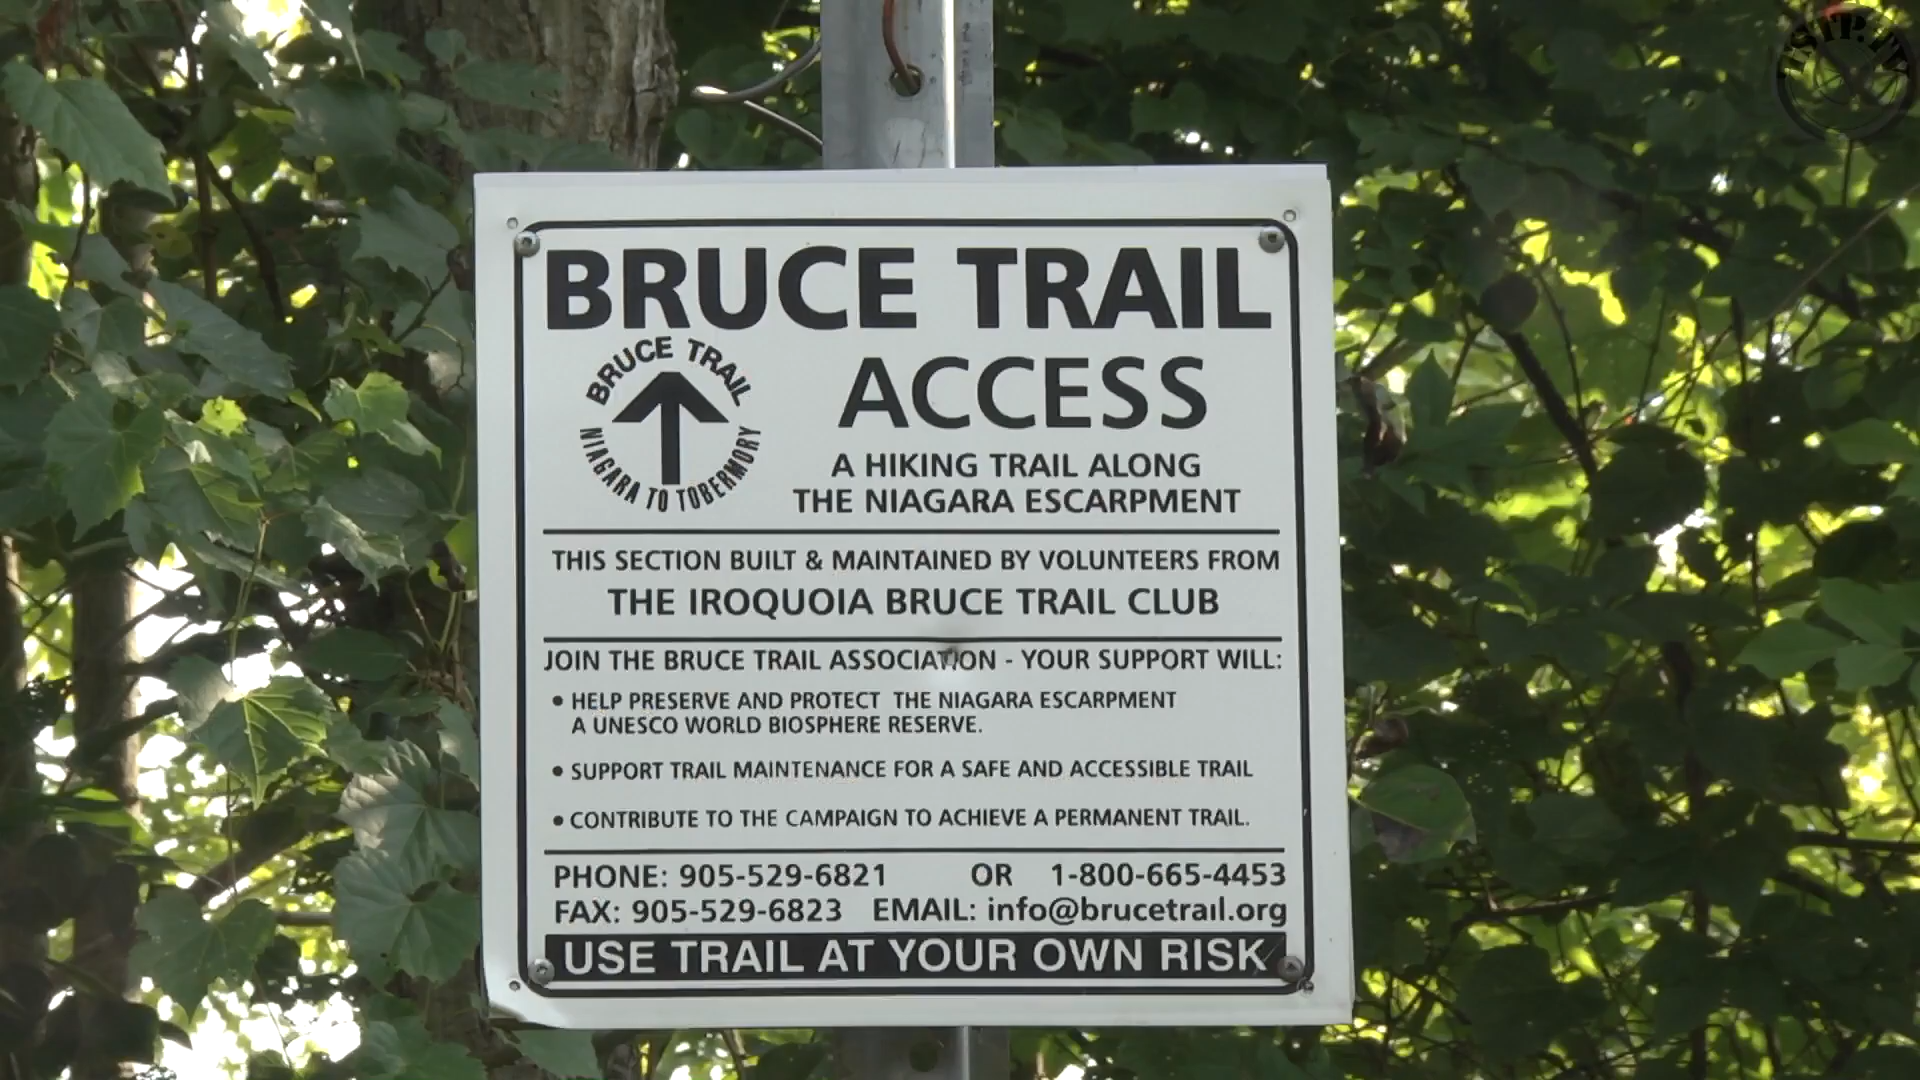 TSTP.TV
BRUCE TRAIL
BRUCE TRAIL
NIAGARA TO TOBERMORY
ACCESS
A HIKING TRAIL ALONG
THE NIAGARA ESCARPMENT
THIS SECTION BUILT & MAINTAINED BY VOLUNTEERS FROM
THE IROQUOIA BRUCE TRAIL CLUB
JOIN THE BRUCE TRAIL ASSOCIATION - YOUR SUPPORT WILL:
• HELP PRESERVE AND PROTECT THE NIAGARA ESCARPMENT
A UNESCO WORLD BIOSPHERE RESERVE.
• SUPPORT TRAIL MAINTENANCE FOR A SAFE AND ACCESSIBLE TRAIL
• CONTRIBUTE TO THE CAMPAIGN TO ACHIEVE A PERMANENT TRAIL.
PHONE: 905-529-6821 OR 1-800-665-4453
FAX: 905-529-6823 EMAIL: info@brucetrail.org
USE TRAIL AT YOUR OWN RISK